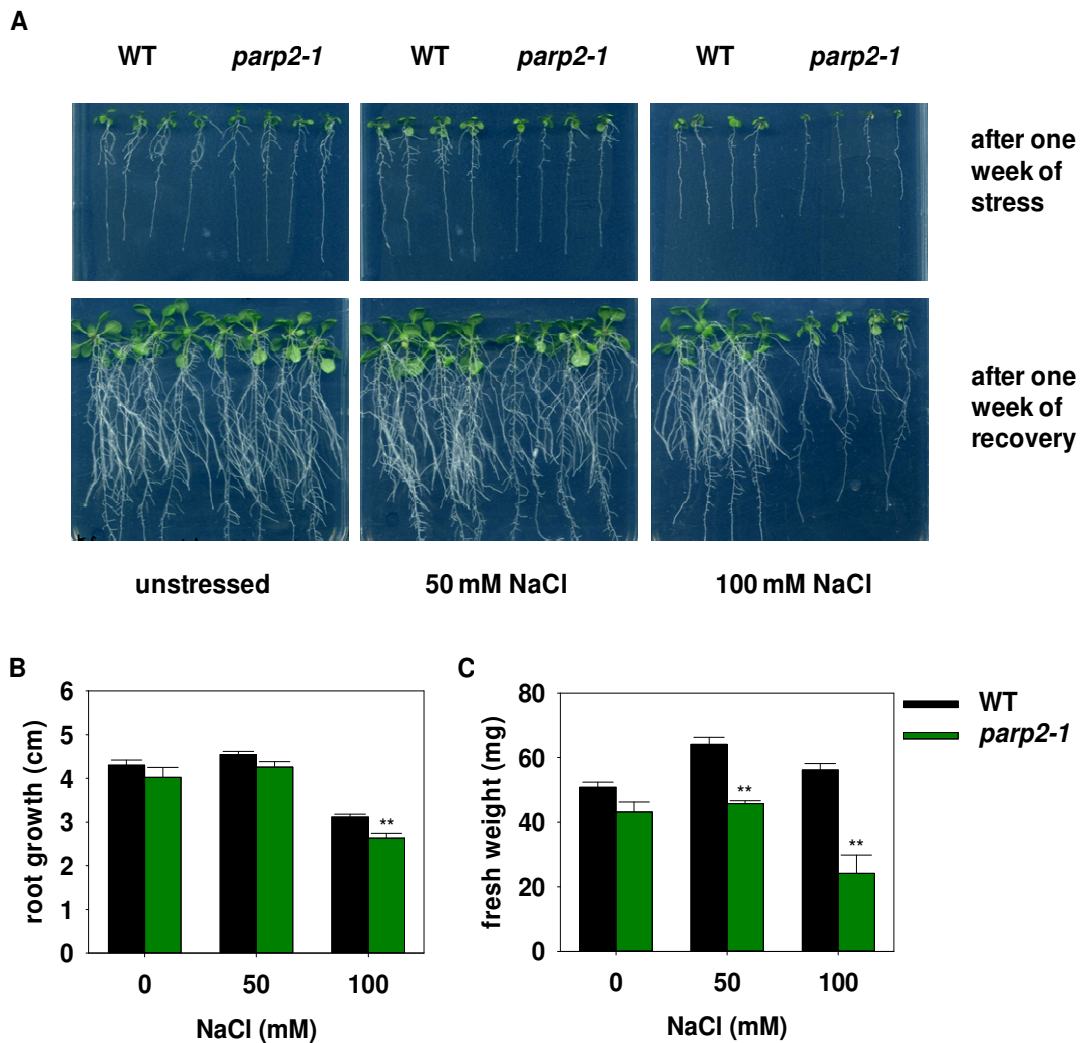 A
WT parp2-1 WT parp2-1 WT parp2-1
after one
week of
stress
after one
week of
recovery
unstressed 50 mM NaCl 100 mM NaCl
B
root growth (cm)
6
5
4
3
2
1
0
**
0 50 100
NaCl (mM)
C
fresh weight (mg)
80
60
40
20
0
**
**
0 50 100
NaCl (mM)
WT
parp2-1